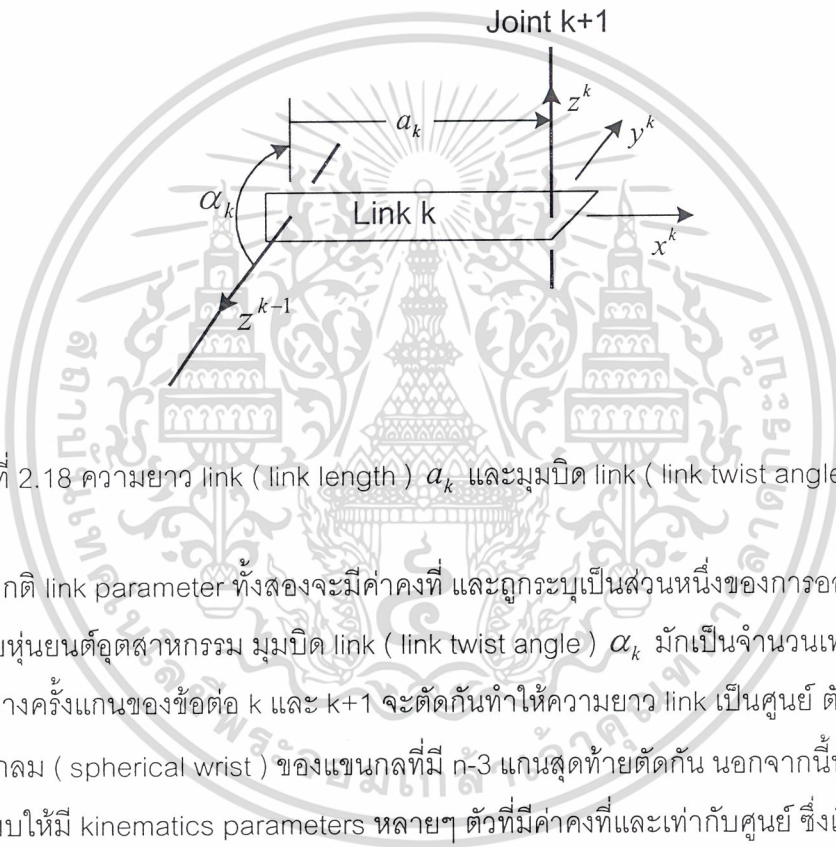 Joint k+1
z^k
y^k
a_k
α_k
Link k
x^k
z^{k-1}
ที่ 2.18 ความยาว link ( link length ) a_k และมุมบิด link ( link twist angle
กติ link parameter ทั้งสองจะมีค่าคงที่ และถูกระบุเป็นส่วนหนึ่งของการออ
หุ่นยนต์อุตสาหกรรม มุมบิด link ( link twist angle ) α_k มักเป็นจำนวนเท
างครั้งแกนของข้อต่อ k และ k+1 จะตัดกันทำให้ความยาว link เป็นศูนย์ ตั
กลม ( spherical wrist ) ของแขนกลที่มี n-3 แกนสุดท้ายตัดกัน นอกจากนี้
บให้มี kinematics parameters หลายๆ ตัวที่มีค่าคงที่และเท่ากับศูนย์ ซึ่ง